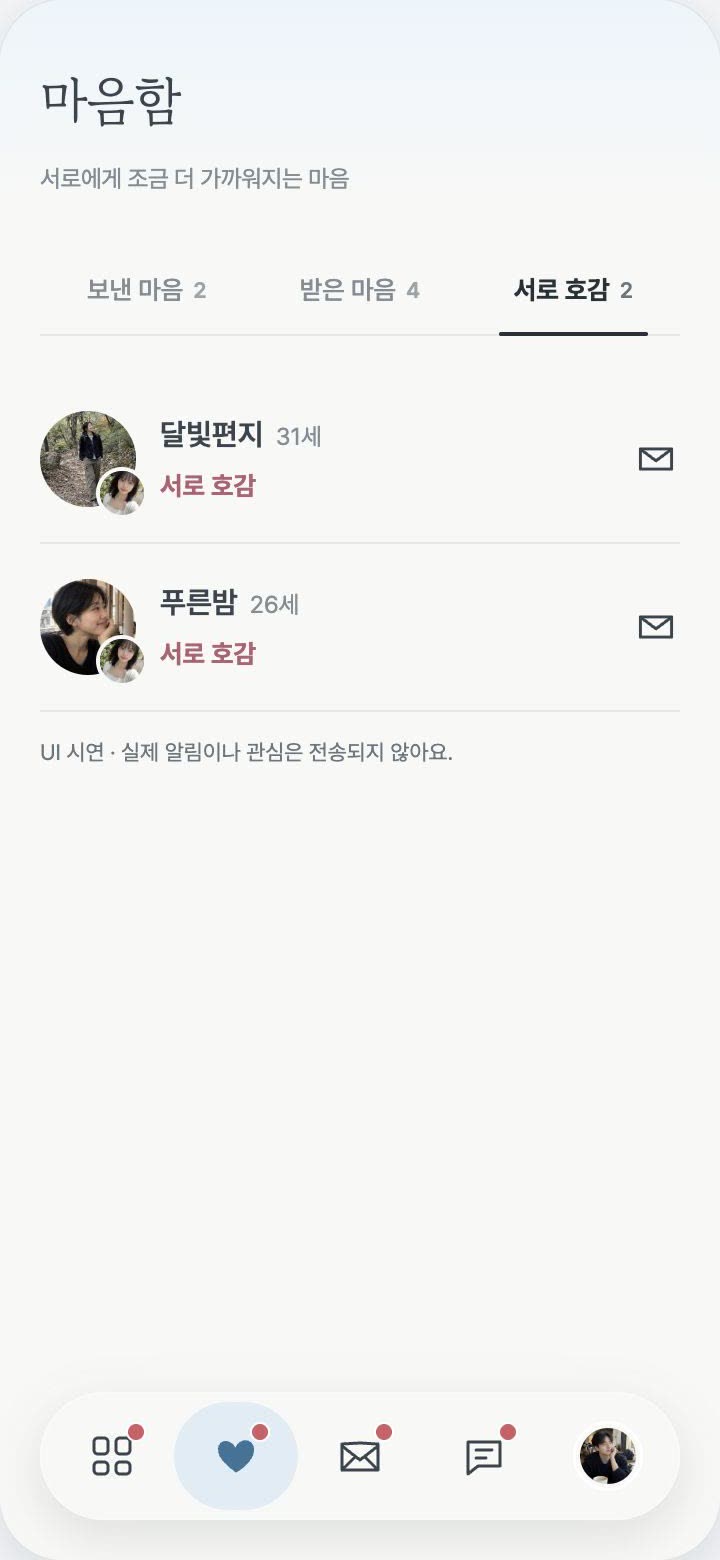 마음함
서로에게 조금 더 가까워지는 마음
보낸 마음 2 받은 마음 4 서로 호감 2
달빛편지 31세
서로 호감
푸른밤 26세
서로 호감
UI 시연 · 실제 알림이나 관심은 전송되지 않아요.